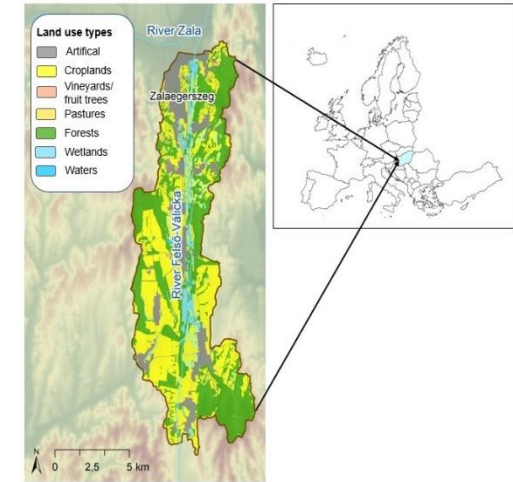 River Zala
Land use types
Artifical
Croplands
Vineyards/
fruit trees
Pastures
Forests
Wetlands
Waters
Zalaegerszeg
River Felső-Válicka
N
0 2,5 5 km